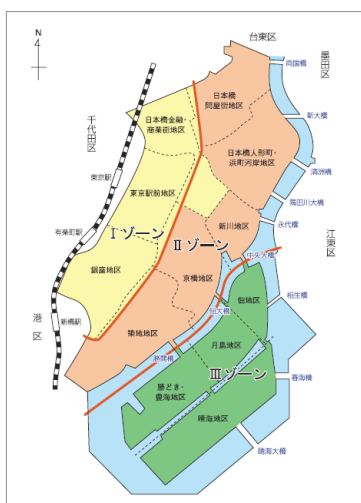 N
台東区
両国橋
墨田区
日本橋
問屋街地区
日本橋金融・
商業街地区
新大橋
千代田区
日本橋人形町・
浜町河岸地区
清洲橋
東京駅
東京駅前地区
隅田川大橋
永代橋
江東区
有楽町駅
Ⅰゾーン
Ⅱゾーン
新川地区
中央大橋
銀座地区
京橋地区
佃地区
相生橋
佃大橋
港区
新橋駅
築地地区
勝鬨橋
月島地区
Ⅲゾーン
春海橋
勝どき・
豊海地区
晴海地区
晴海大橋